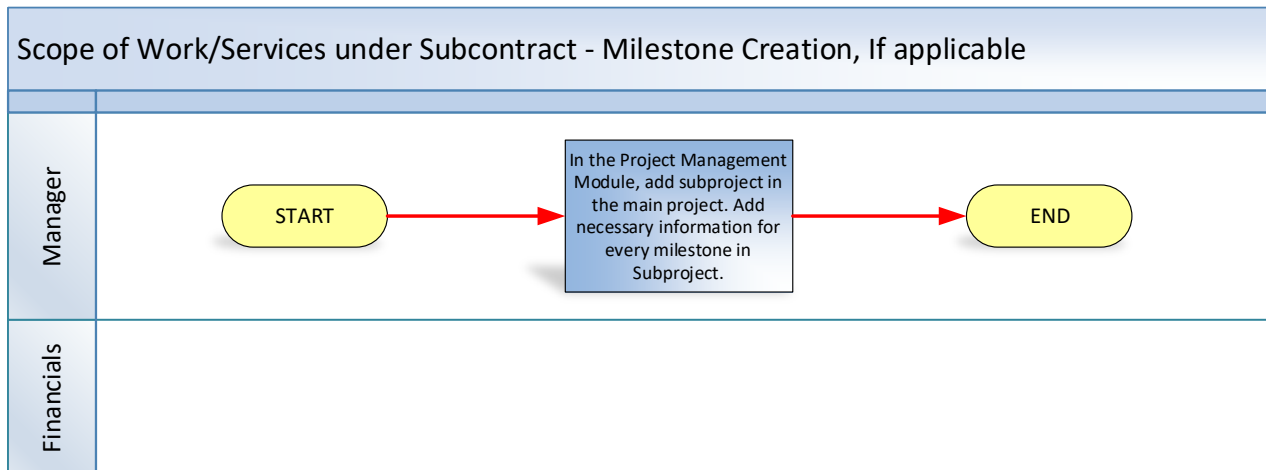 Scope of Work/Services under Subcontract - Milestone Creation, If applicable
Manager
START
In the Project Management
Module, add subproject in
the main project. Add
necessary information for
every milestone in
Subproject.
END
Financials